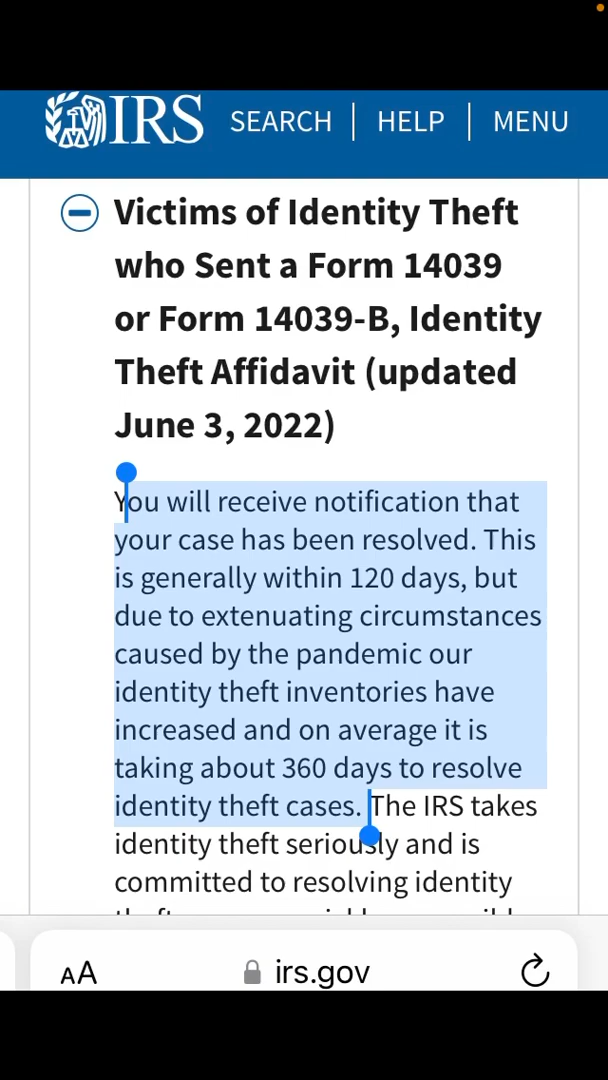 IRS SEARCH HELP MENU
Victims of Identity Theft
who Sent a Form 14039
or Form 14039-B, Identity
Theft Affidavit (updated
June 3, 2022)
You will receive notification that
your case has been resolved. This
is generally within 120 days, but
due to extenuating circumstances
caused by the pandemic our
identity theft inventories have
increased and on average it is
taking about 360 days to resolve
identity theft cases. The IRS takes
identity theft seriously and is
committed to resolving identity
AA irs.gov